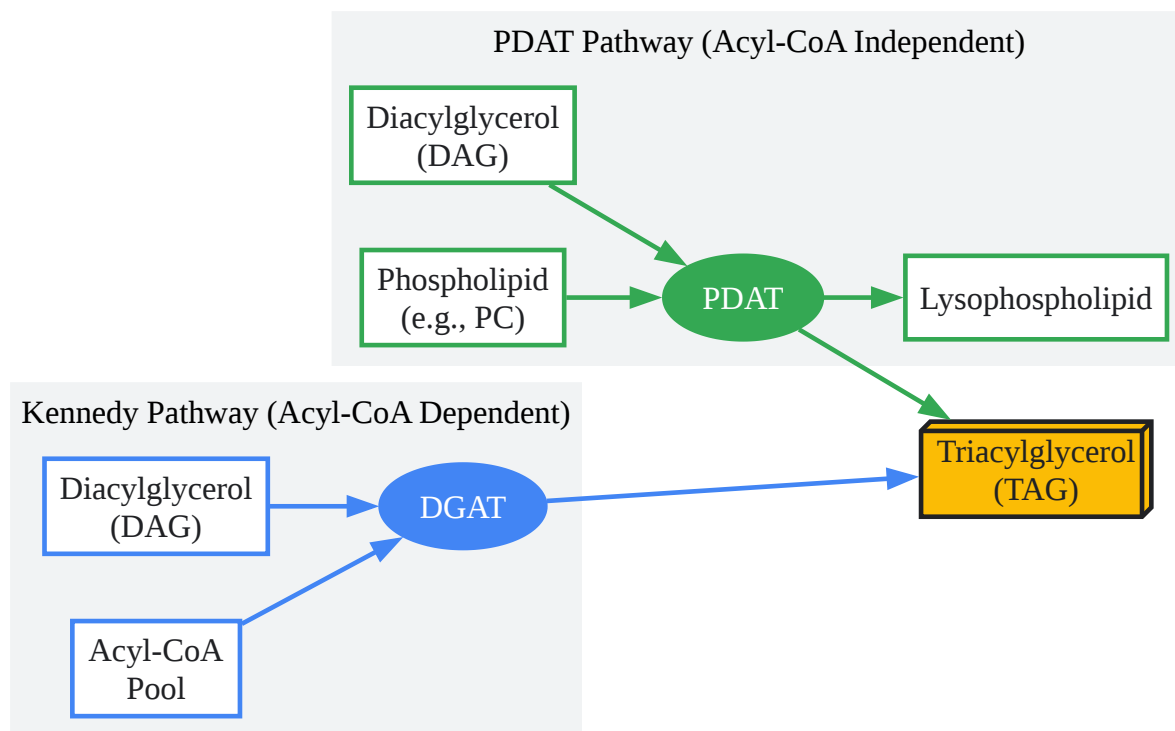 PDAT Pathway (Acyl-CoA Independent)
Diacylglycerol
(DAG)
Phospholipid
(e.g., PC)
PDAT
Lysophospholipid
Kennedy Pathway (Acyl-CoA Dependent)
Diacylglycerol
(DAG)
DGAT
Triacylglycerol
(TAG)
Acyl-CoA
Pool